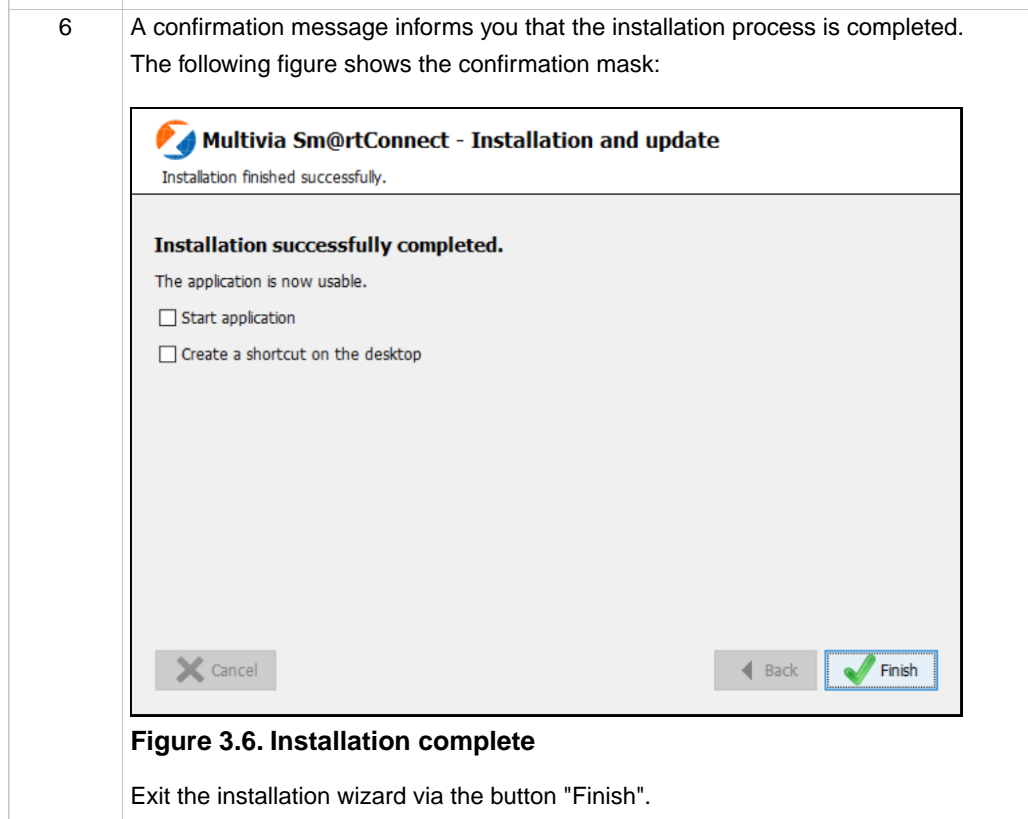 6
A confirmation message informs you that the installation process is completed.
The following figure shows the confirmation mask:
Multivia Sm@rtConnect - Installation and update
Installation finished successfully.
Installation successfully completed.
The application is now usable.
Start application
Create a shortcut on the desktop
Cancel
Back
Finish
Figure 3.6. Installation complete
Exit the installation wizard via the button "Finish".